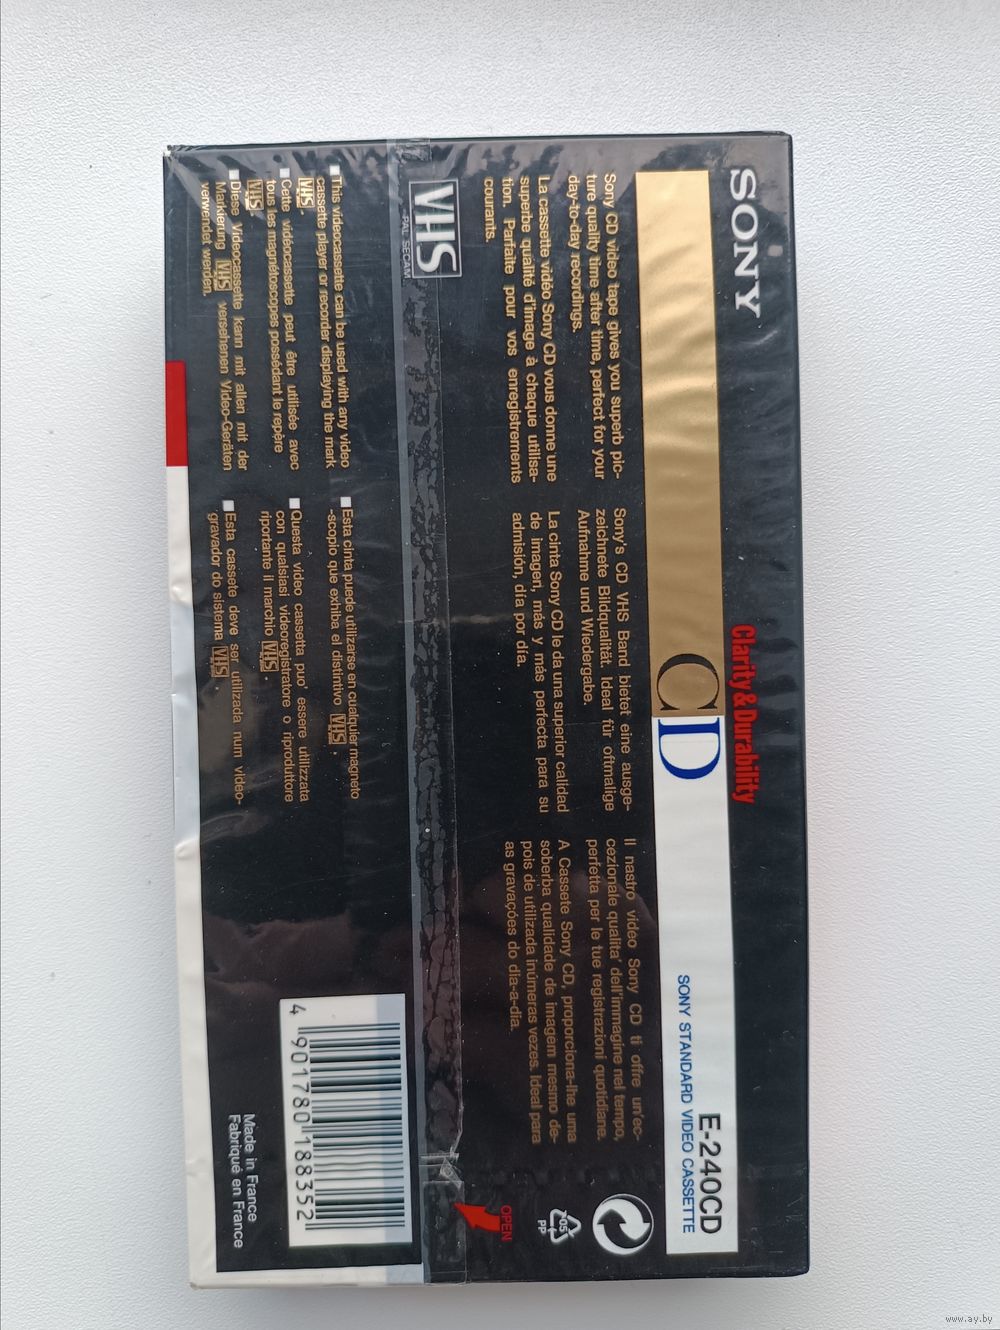 SONY
Clarity & Durability
CD
E-240CD
SONY STANDARD VIDEO CASSETTE
Sony CD video tape gives you superb pic-
ture quality time after time, perfect for your
day-to-day recordings.
La cassette vidéo Sony CD vous donne une
superbe qualité d'image à chaque utilisa-
tion. Parfaite pour vos enregistrements
courants.
Sony's CD VHS Band bietet eine ausge-
zeichnete Bildqualität. Ideal für oftmalige
Aufnahme und Wiedergabe.
La cinta Sony CD le da una superior calidad
de imagen, más y más perfecta para su
admisión, día por día.
Il nastro video Sony CD ti offre un'ec-
cezionale qualita' dell'immagine nel tempo,
perfetta per le tue registrazioni quotidiane.
A Cassete Sony CD, proporciona-lhe uma
soberba qualidade de imagem mesmo de-
pois de utilizada inúmeras vezes. Ideal para
as gravações do dia-a-dia.
05
PP
OPEN
VHS
PAL SECAM
This videocassette can be used with any video
cassette player or recorder displaying the mark
VHS.
Cette vidéocassette peut être utilisée avec
tous les magnétoscopes possédant le repère
VHS
Diese Videocassette kann mit allen mit der
Markierung VHS versehenen Video-Geräten
verwendet werden.
Esta cinta puede utilizarse en cualquier magneto
-scopio que exhiba el distintivo VHS.
Questa video cassetta puo' essere utilizzata
con qualsiasi videoregistratore o riproduttore
riportante il marchio VHS.
Esta cassete deve ser utilizada num video-
gravador do sistema VHS.
4 901780 188352
Made in France
Fabriqué en France
www.ay.by